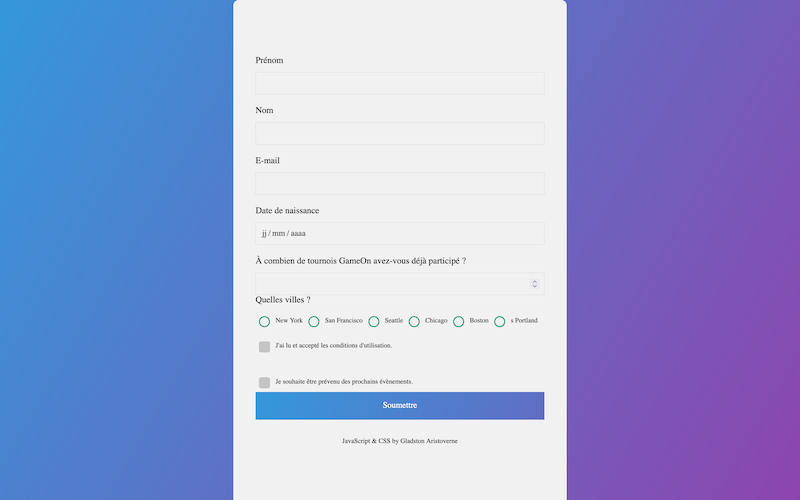 Prénom
Nom
E-mail
Date de naissance
jj / mm / aaaa
À combien de tournois GameOn avez-vous déjà participé ?
Quelles villes ?
New York San Francisco Seattle Chicago Boston s Portland
J'ai lu et accepté les conditions d'utilisation.
Je souhaite être prévenu des prochains évènements.
Soumettre
JavaScript & CSS by Gladston Aristoverne